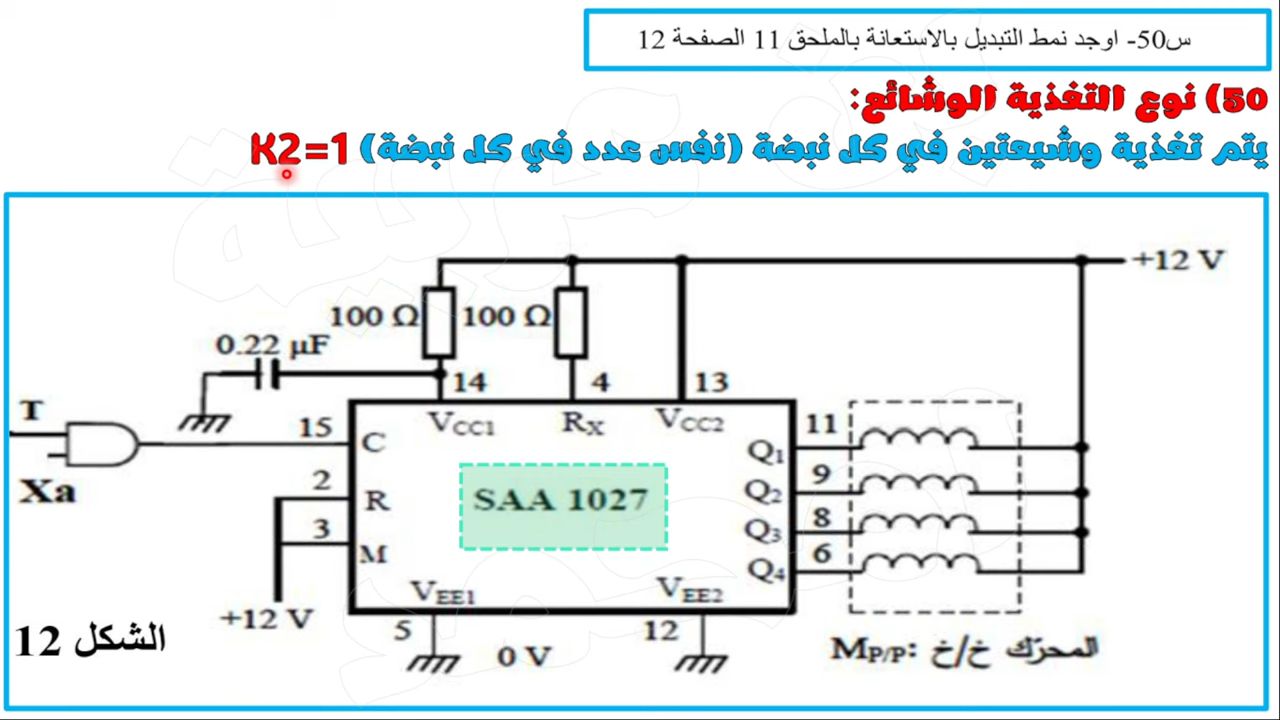 س50- اوجد نمط التبديل بالاستعانة بالملحق 11 الصفحة 12
50) نوع التغذية الوشائع:
يتم تغذية وشيعتين في كل نبضة (نفس عدد في كل نبضة) K2=1
+12 V
100 Ω 100 Ω
0.22 µF
14 4 13
T
15 C VCC1 RX VCC2 11
Q1
Xa
2 R SAA 1027 Q2 9
3 M Q3 8
Q4 6
VEE1 VEE2
+12 V
5 0 V 12
الشكل 12
المحرّك خ/خ :MP/P